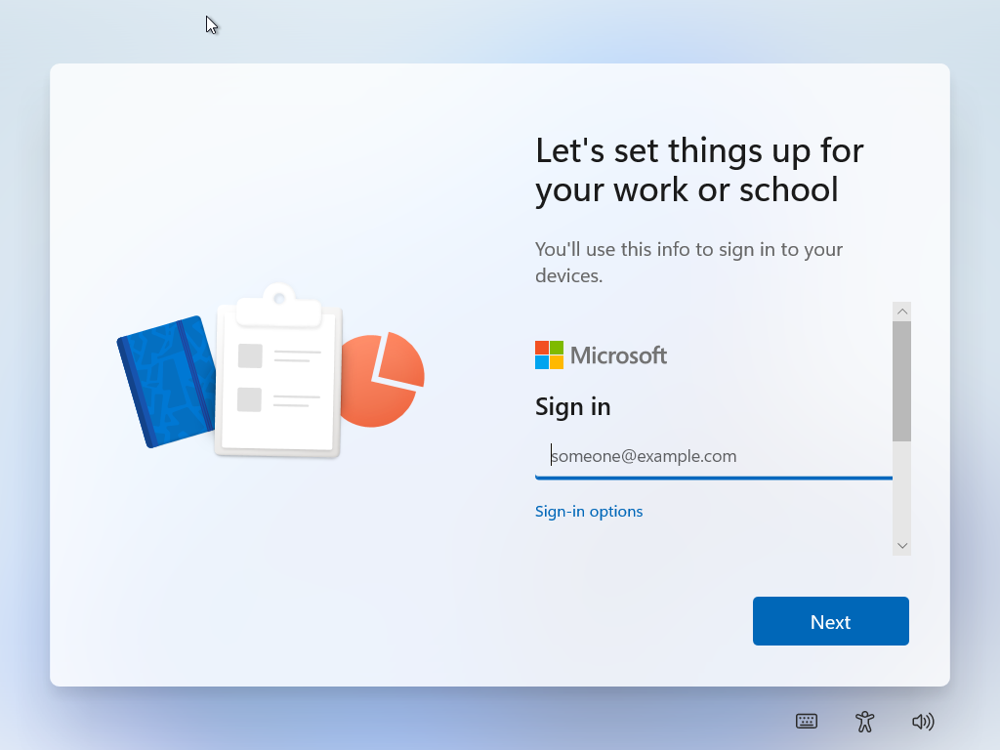 Let's set things up for
your work or school
You'll use this info to sign in to your
devices.
Microsoft
Sign in
someone@example.com
Sign-in options
Next